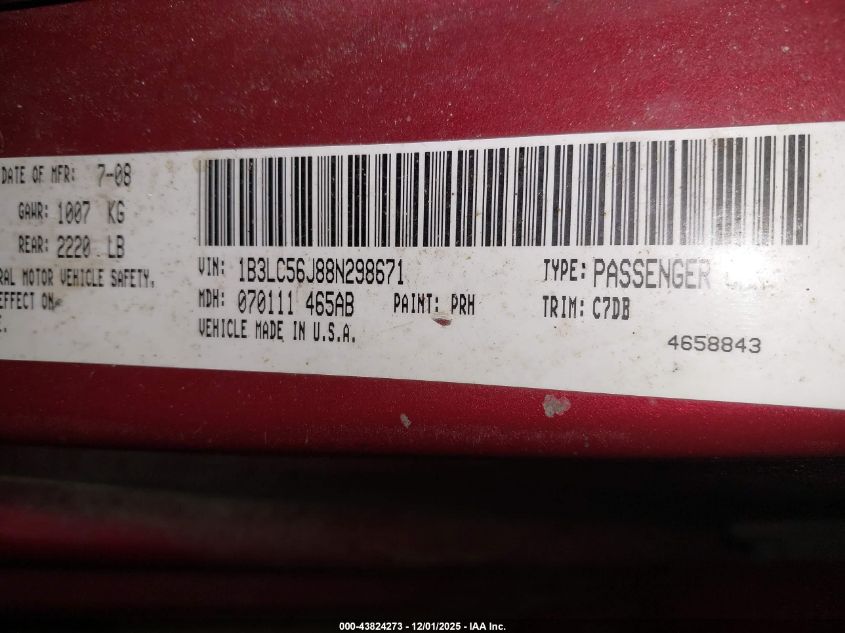 DATE OF MFR: 7-08
GAWR: 1007 KG
REAR: 2220 LB
RAL MOTOR VEHICLE SAFETY.
EFFECT ON
E.
VIN: 1B3LC56J88N298671
TYPE: PASSENGER
MDH: 070111 465AB PAINT: PRH TRIM: C7DB
VEHICLE MADE IN U.S.A.
4658843
000-43824273 - 12/01/2025 - IAA Inc.